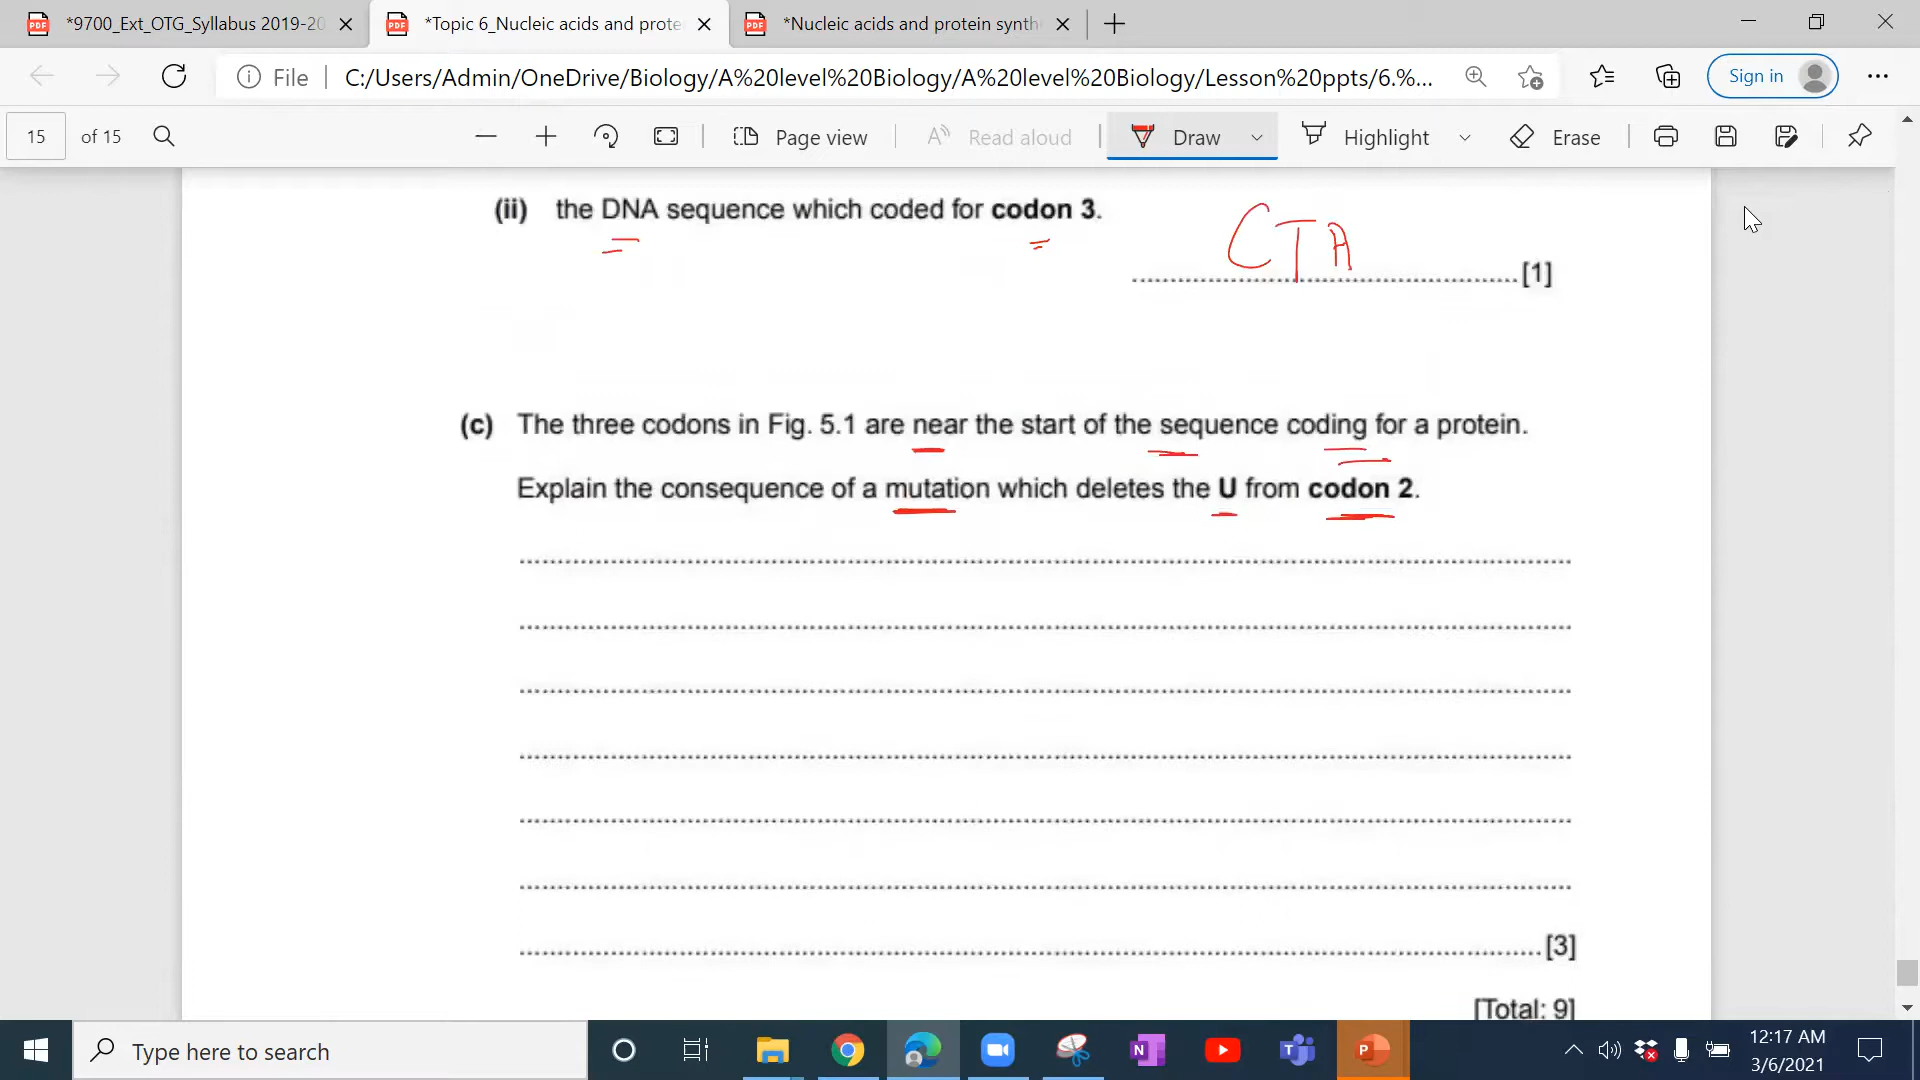 *9700_Ext_OTG_Syllabus 2019-20
*Topic 6_Nucleic acids and prote
*Nucleic acids and protein synth
File
C:/Users/Admin/OneDrive/Biology/A%20level%20Biology/A%20level%20Biology/Lesson%20ppts/6.%...
Sign in
15 of 15
Page view
Read aloud
Draw
Highlight
Erase
(ii) the DNA sequence which coded for codon 3.
CTA
[1]
(c) The three codons in Fig. 5.1 are near the start of the sequence coding for a protein.
Explain the consequence of a mutation which deletes the U from codon 2.
[3]
[Total: 9]
Type here to search
12:17 AM
3/6/2021